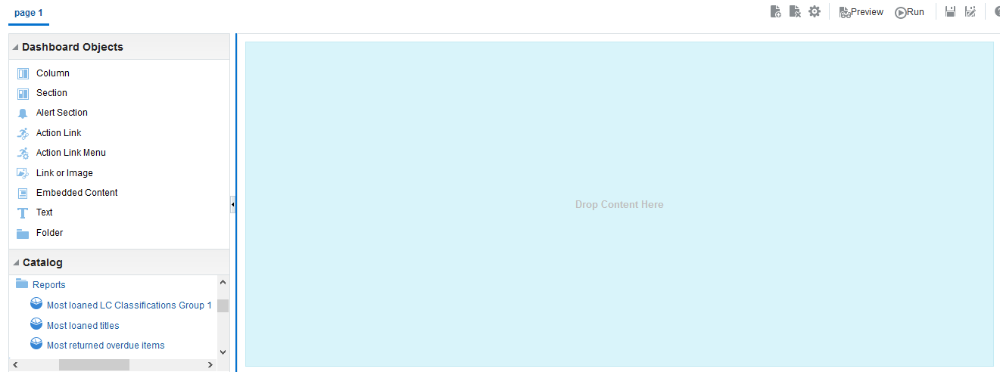 page 1
Preview
Run
Dashboard Objects
Column
Section
Alert Section
Action Link
Action Link Menu
Link or Image
Embedded Content
Text
Folder
Catalog
Reports
Most loaned LC Classifications Group 1
Most loaned titles
Most returned overdue items
Drop Content Here